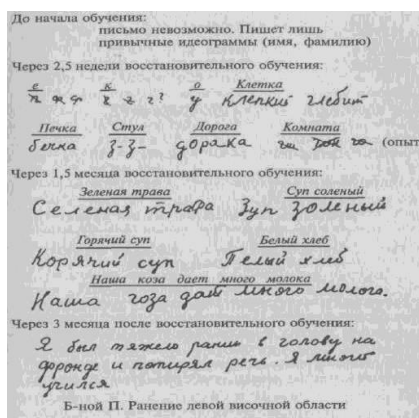 До начала обучения:
письмо невозможно. Пишет лишь
привычные идеограммы (имя, фамилию)
Через 2,5 недели восстановительного обучения:
е к о Клетка
у клепкий глебит
Печка Стул Дорога Комната
бечка З-З- дорака (опыт
Через 1,5 месяца восстановительного обучения:
Зеленая трава Суп соленый
Селеная трафа Зуп золеный
Горячий суп Белый хлеб
Корячий суп Пелый хлеб
Наша коза дает много молока
Наша гоза дает много молога.
Через 3 месяца после восстановительного обучения:
Я был тяжело ранин в голову на
форонде и потирял речь. Я много
учился
Б-ной П. Ранение левой височной области